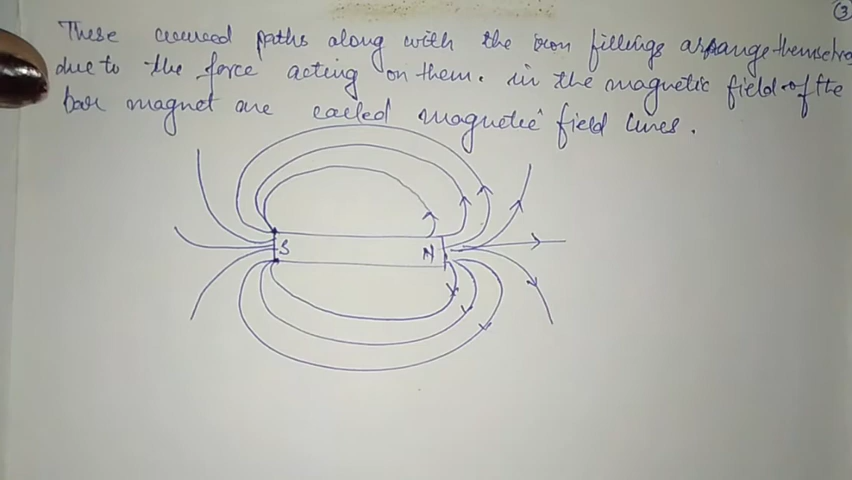 ③
These curved paths along with the iron fillings arrange themselves
due to the force acting on them. in the magnetic field of the
bar magnet are called magnetic field lines.
S N